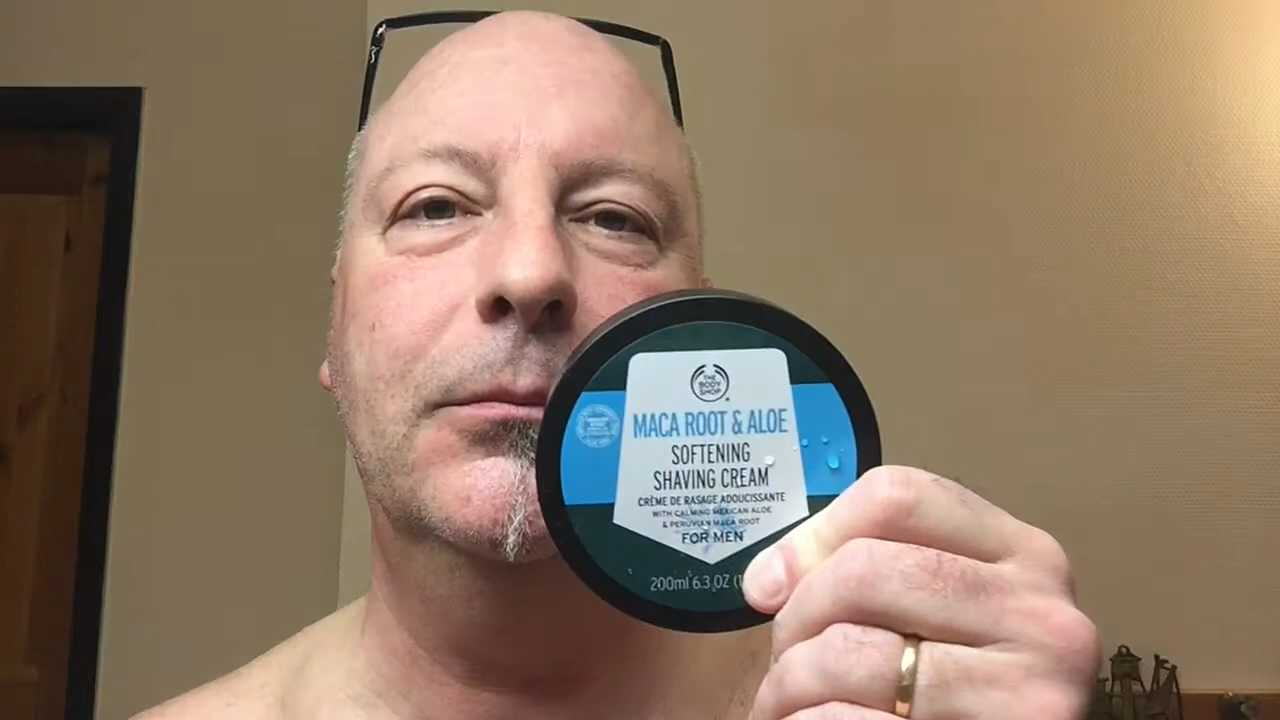 THE
BODY
SHOP
MACA ROOT & ALOE
SOFTENING
SHAVING CREAM
CRÈME DE RASAGE ADOUCISSANTE
WITH CALMING MEXICAN ALOE
& PERUVIAN MACA ROOT
FOR MEN
200ml 6.3 OZ